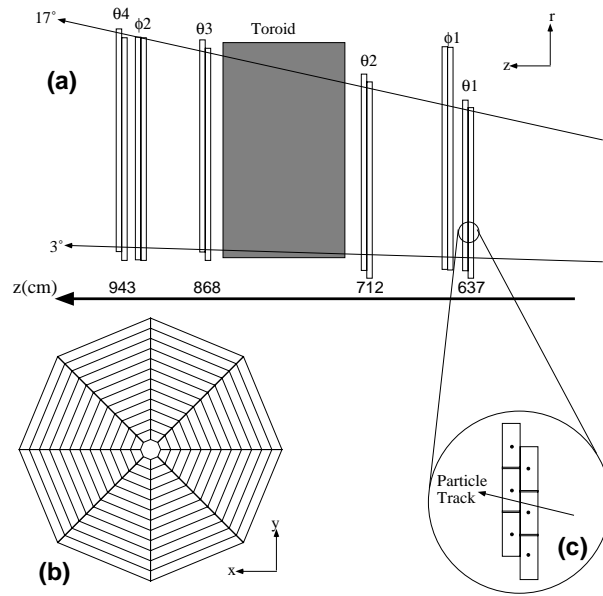 17° θ4 φ2 θ3 Toroid θ2 φ1 θ1 r
z
(a)
3°
z(cm) 943 868 712 637
Particle
Track
y
x
(b)
(c)